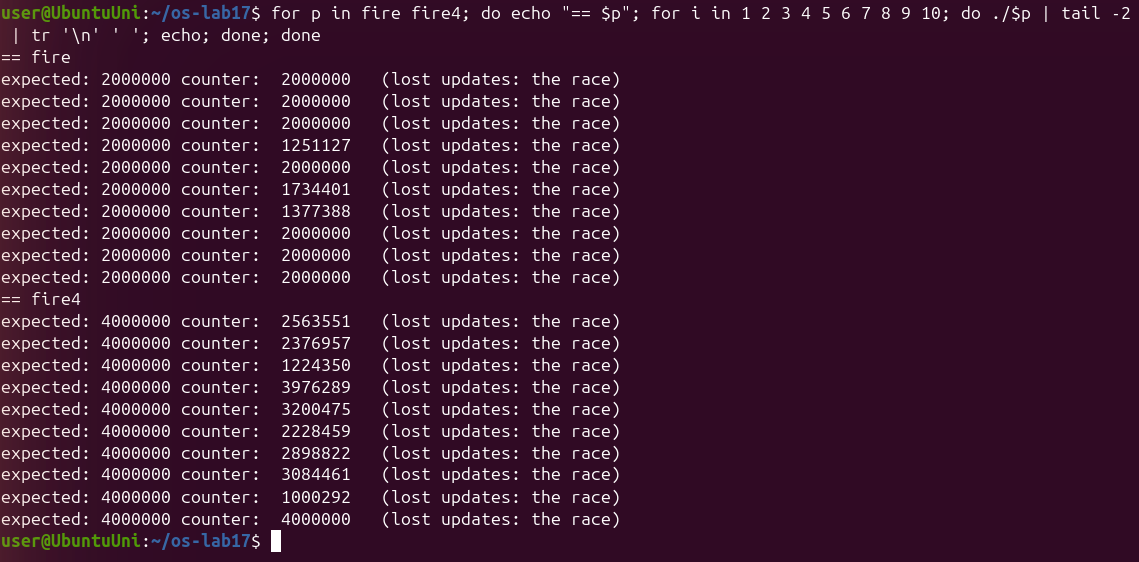 user@UbuntuUni:~/os-lab17$ for p in fire fire4; do echo "== $p"; for i in 1 2 3 4 5 6 7 8 9 10; do ./$p | tail -2
 | tr '\n' ' '; echo; done; done
== fire
expected: 2000000 counter:  2000000   (lost updates: the race)
expected: 2000000 counter:  2000000   (lost updates: the race)
expected: 2000000 counter:  2000000   (lost updates: the race)
expected: 2000000 counter:  1251127   (lost updates: the race)
expected: 2000000 counter:  2000000   (lost updates: the race)
expected: 2000000 counter:  1734401   (lost updates: the race)
expected: 2000000 counter:  1377388   (lost updates: the race)
expected: 2000000 counter:  2000000   (lost updates: the race)
expected: 2000000 counter:  2000000   (lost updates: the race)
expected: 2000000 counter:  2000000   (lost updates: the race)
== fire4
expected: 4000000 counter:  2563551   (lost updates: the race)
expected: 4000000 counter:  2376957   (lost updates: the race)
expected: 4000000 counter:  1224350   (lost updates: the race)
expected: 4000000 counter:  3976289   (lost updates: the race)
expected: 4000000 counter:  3200475   (lost updates: the race)
expected: 4000000 counter:  2228459   (lost updates: the race)
expected: 4000000 counter:  2898822   (lost updates: the race)
expected: 4000000 counter:  3084461   (lost updates: the race)
expected: 4000000 counter:  1000292   (lost updates: the race)
expected: 4000000 counter:  4000000   (lost updates: the race)
user@UbuntuUni:~/os-lab17$